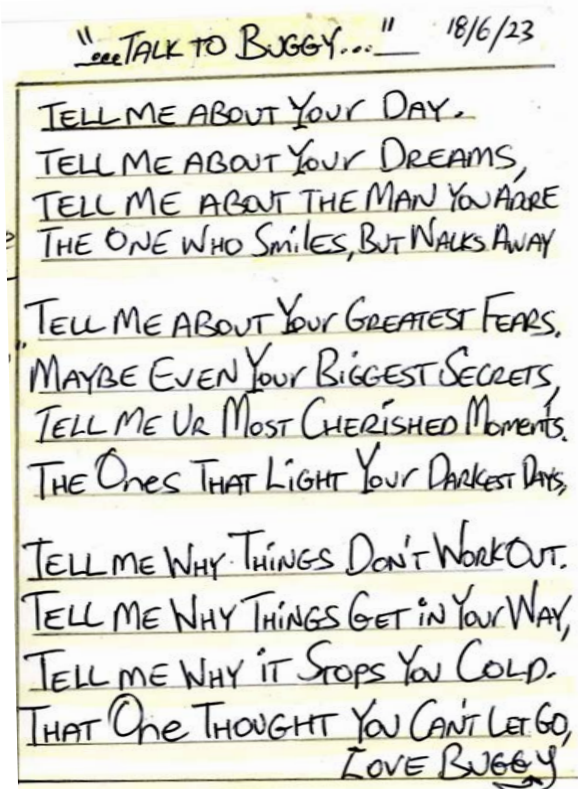 "...TALK TO BUGGY..." 18/6/23
TELL ME ABOUT YOUR DAY.
TELL ME ABOUT YOUR DREAMS,
TELL ME ABOUT THE MAN YOU ARRE
THE ONE WHO SMILES, BUT WALKS AWAY
TELL ME ABOUT YOUR GREATEST FEARS.
MAYBE EVEN YOUR BIGGEST SECRETS,
TELL ME UR MOST CHERISHED MOMENTS.
THE ONES THAT LIGHT YOUR DARKEST DAYS,
TELL ME WHY THINGS DON'T WORK OUT.
TELL ME WHY THINGS GET IN YOUR WAY,
TELL ME WHY IT STOPS YOU COLD.
THAT ONE THOUGHT YOU CAN'T LET GO,
LOVE BUGGY